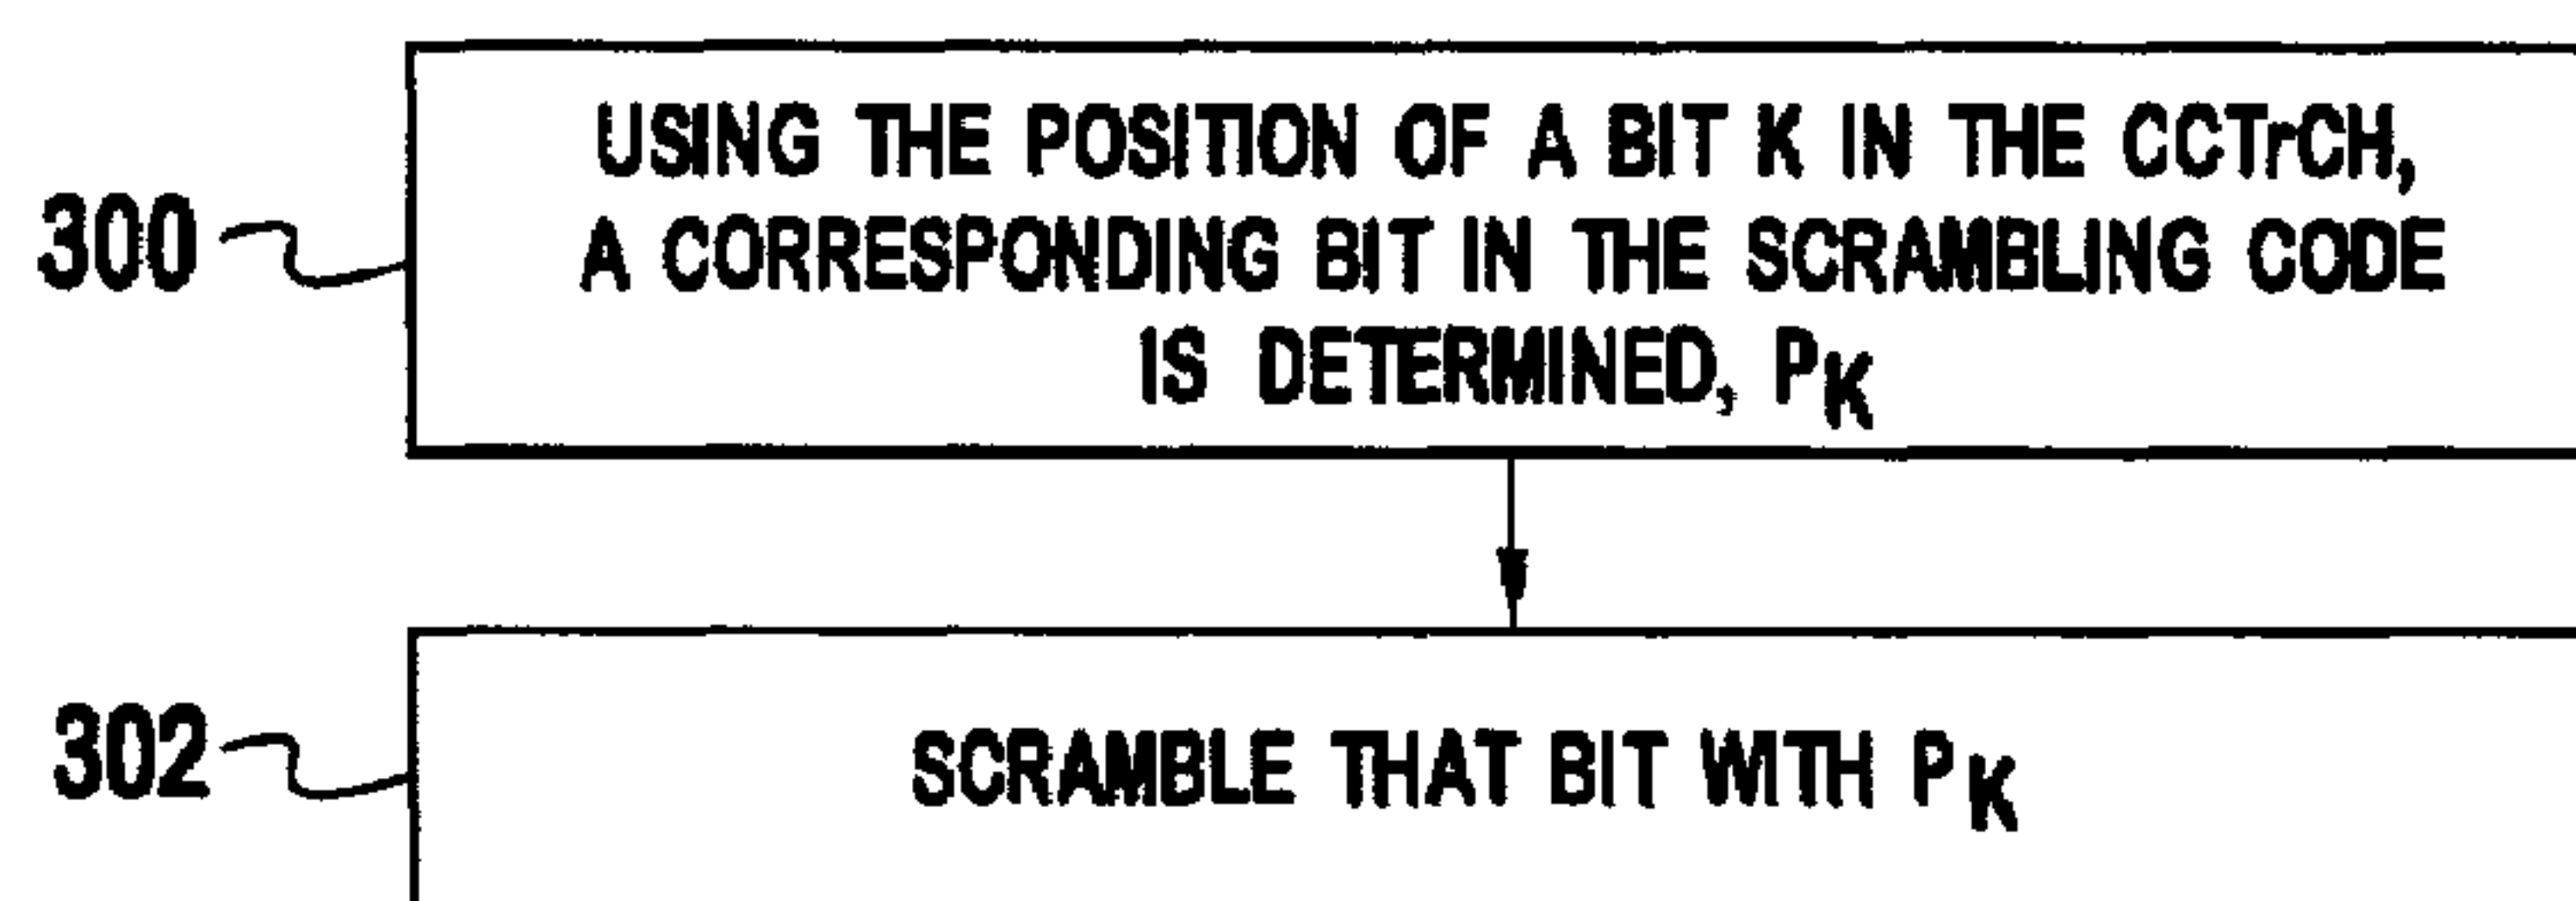 300
USING THE POSITION OF A BIT K IN THE CCTrCH,
A CORRESPONDING BIT IN THE SCRAMBLING CODE
IS DETERMINED, PK
302
SCRAMBLE THAT BIT WITH PK